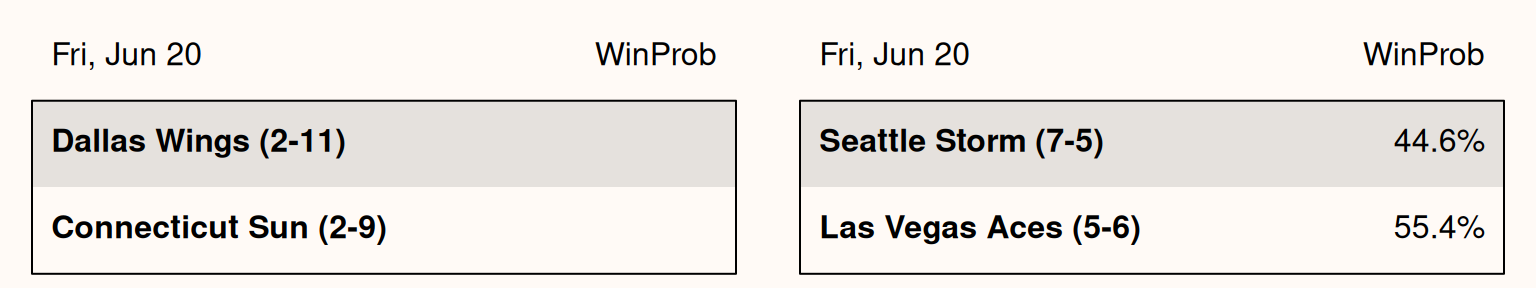 Fri, Jun 20 WinProb
Dallas Wings (2-11)
Connecticut Sun (2-9)
Fri, Jun 20 WinProb
Seattle Storm (7-5) 44.6%
Las Vegas Aces (5-6) 55.4%